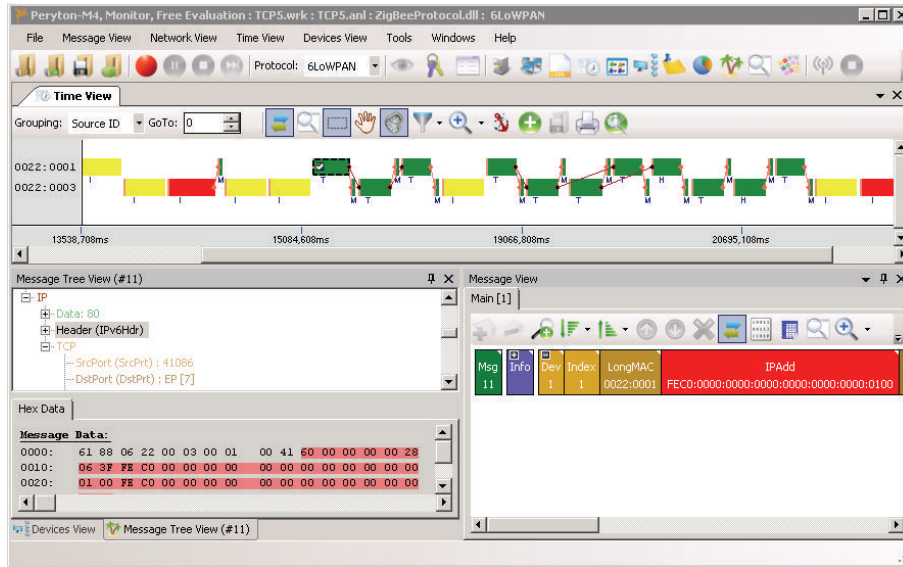 Peryton-M4, Monitor, Free Evaluation : TCP5.wrk : TCP5.anl : ZigBeeProtocol.dll : 6LoWPAN
File Message View Network View Time View Devices View Tools Windows Help
Protocol: 6LoWPAN
Time View
Grouping: Source ID GoTo: 0
0022:0001
I M T M T M T M T H M M T M
0022:0003
I I I I M T M I M T T M M T H M I I
13538,708ms 15084,608ms 19066,808ms 20695,108ms
Message Tree View (#11)
IP
Data: 80
Header (IPv6Hdr)
TCP
SrcPort (SrcPrt) : 41086
DstPort (DstPrt) : EP [7]
Hex Data
Message Data:
0000: 61 88 06 22 00 03 00 01 00 41 60 00 00 00 00 28
0010: 06 3F FE C0 00 00 00 00 00 00 00 00 00 00 00 00
0020: 01 00 FE C0 00 00 00 00 00 00 00 00 00 00 00 00
Devices View Message Tree View (#11)
Message View
Main [1]
Msg Info Dev Index LongMAC IPAdd
11 1 1 0022:0001 FEC0:0000:0000:0000:0000:0000:0000:0100